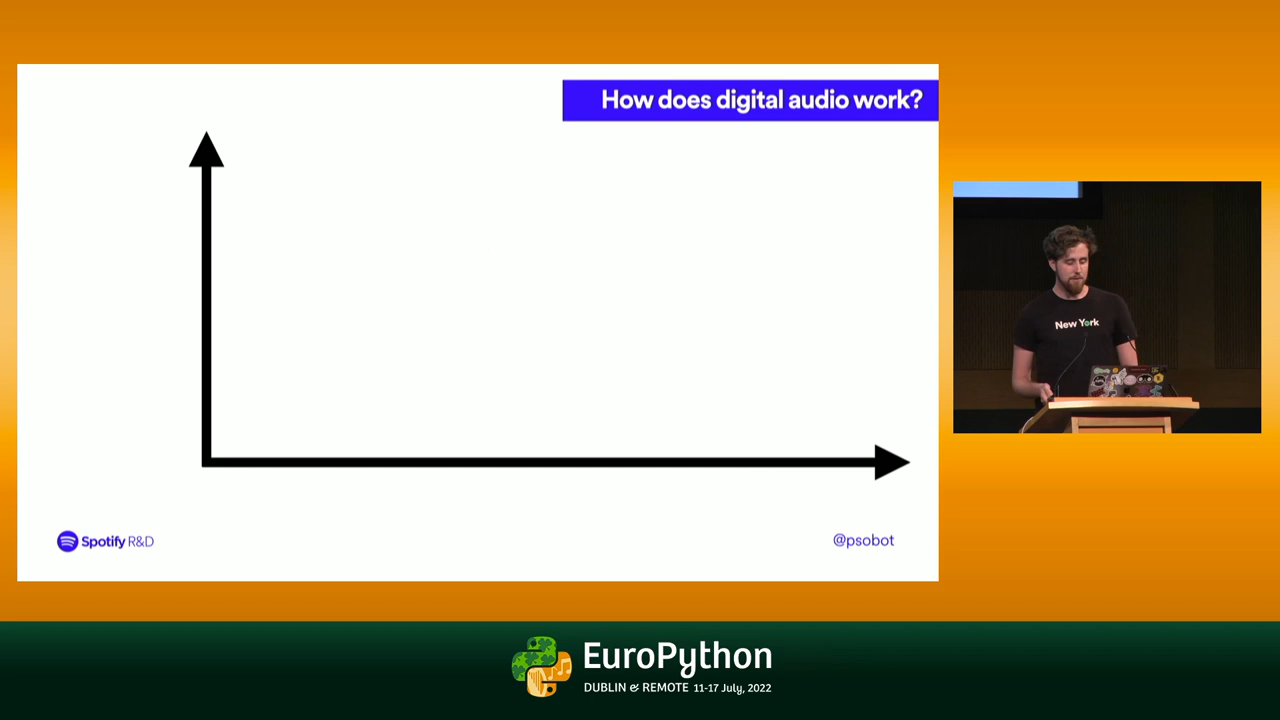 How does digital audio work?
New York
Spotify R&D
@psobot
EuroPython
DUBLIN & REMOTE 11-17 July, 2022